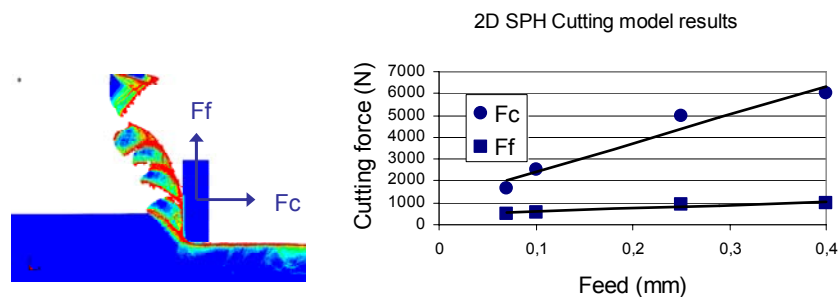 2D SPH Cutting model results
Ff
Fc
Cutting force (N)
7000
6000
5000
4000
3000
2000
1000
0
Fc
Ff
0 0,1 0,2 0,3 0,4
Feed (mm)